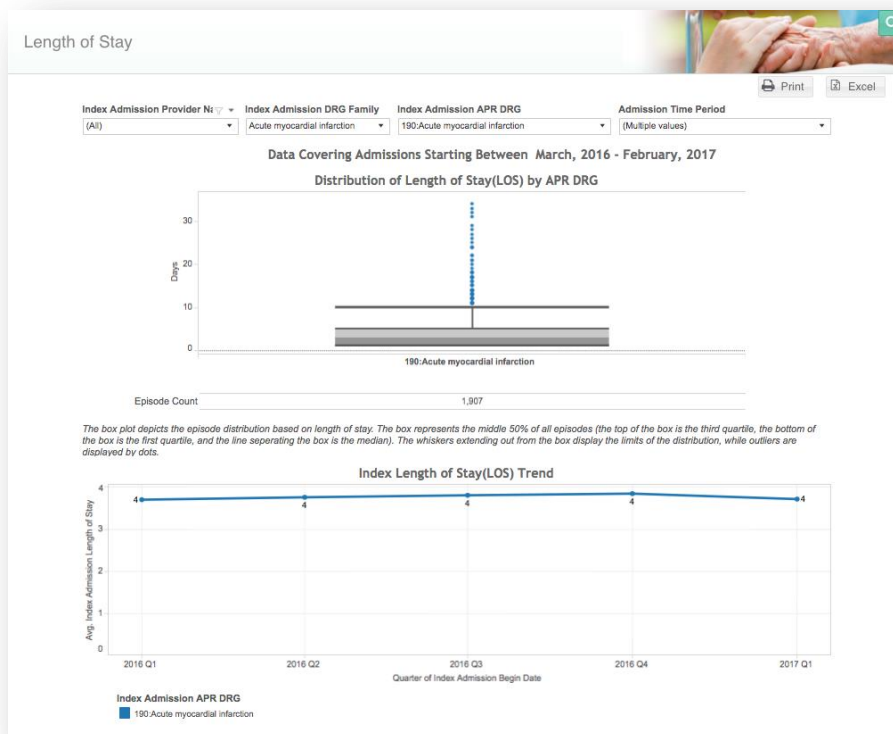 Length of Stay
Print
Excel
Index Admission Provider Na
Index Admission DRG Family
Index Admission APR DRG
Admission Time Period
(All)
Acute myocardial infarction
190:Acute myocardial infarction
(Multiple values)
Data Covering Admissions Starting Between March, 2016 - February, 2017
Distribution of Length of Stay(LOS) by APR DRG
30
20
10
0
Days
190:Acute myocardial infarction
Episode Count
1,907
The box plot depicts the episode distribution based on length of stay. The box represents the middle 50% of all episodes (the top of the box is the third quartile, the bottom of
the box is the first quartile, and the line seperating the box is the median). The whiskers extending out from the box display the limits of the distribution, while outliers are
displayed by dots.
Index Length of Stay(LOS) Trend
4
3
2
1
0
Avg. Index Admission Length of Stay
4
4
4
4
4
2016 Q1
2016 Q2
2016 Q3
2016 Q4
2017 Q1
Quarter of Index Admission Begin Date
Index Admission APR DRG
190:Acute myocardial infarction